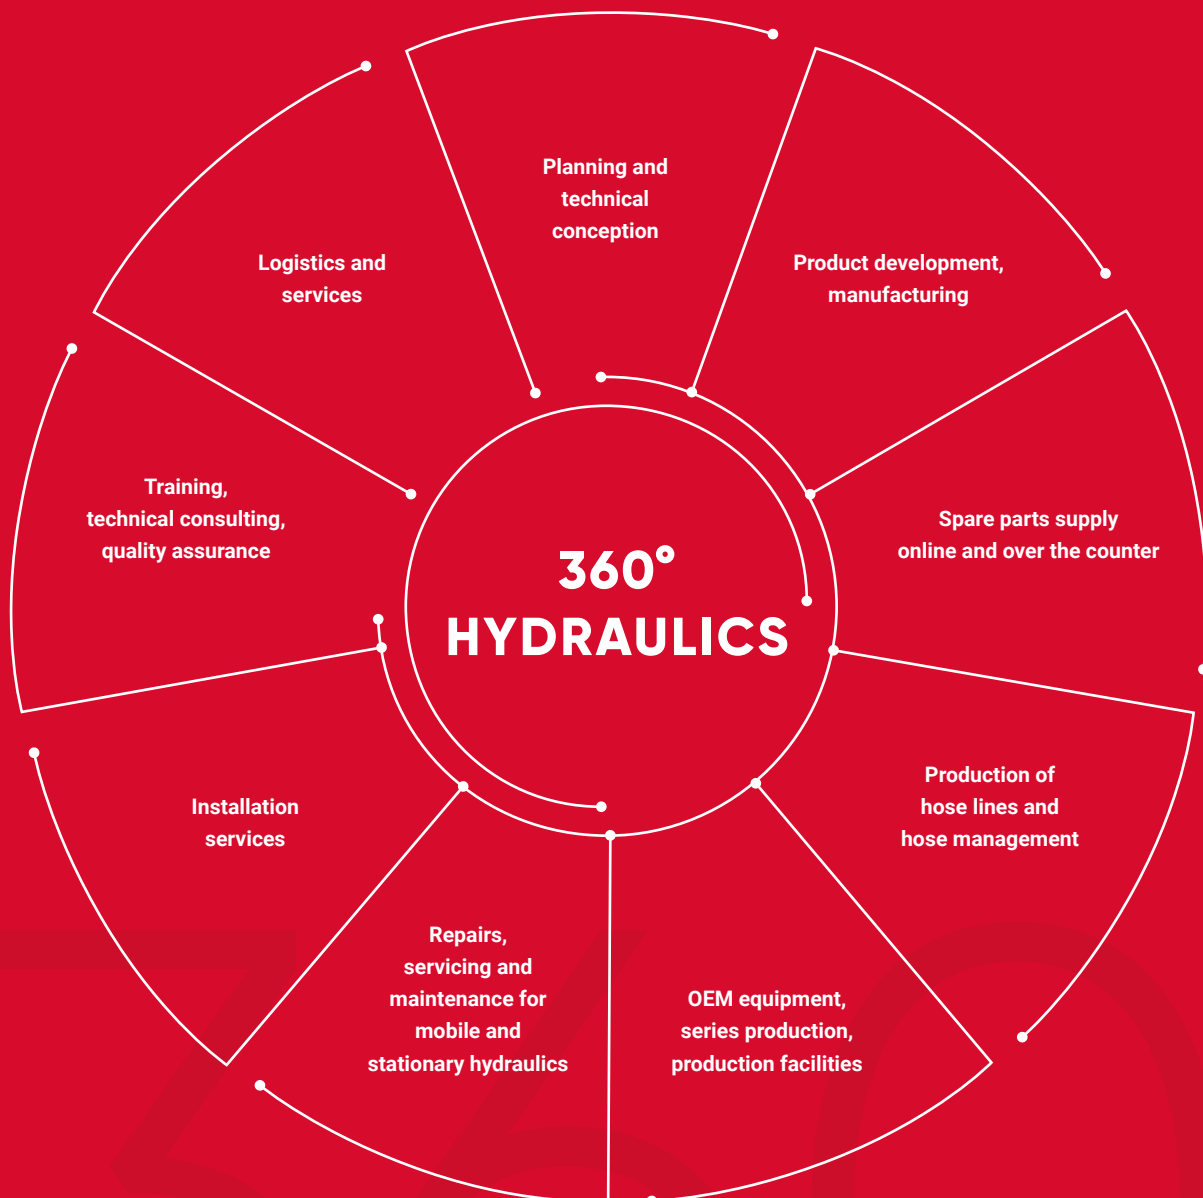 Planning and
technical
conception
Product development,
manufacturing
Spare parts supply
online and over the counter
Production of
hose lines and
hose management
OEM equipment,
series production,
production facilities
Repairs,
servicing and
maintenance for
mobile and
stationary hydraulics
Installation
services
Training,
technical consulting,
quality assurance
Logistics and
services
360°
HYDRAULICS
360